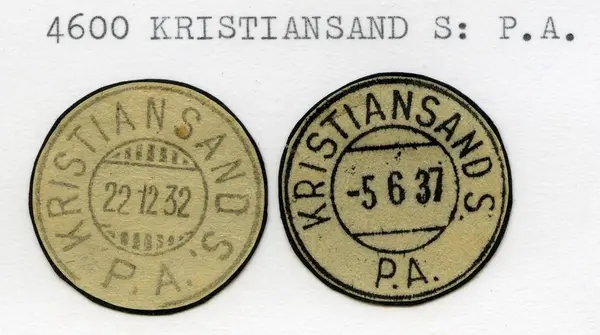 4600 KRISTIANSAND S: P.A.
KRISTIANSAND S.
22 12 32
P.A.
KRISTIANSAND S.
-5 6 37
P.A.